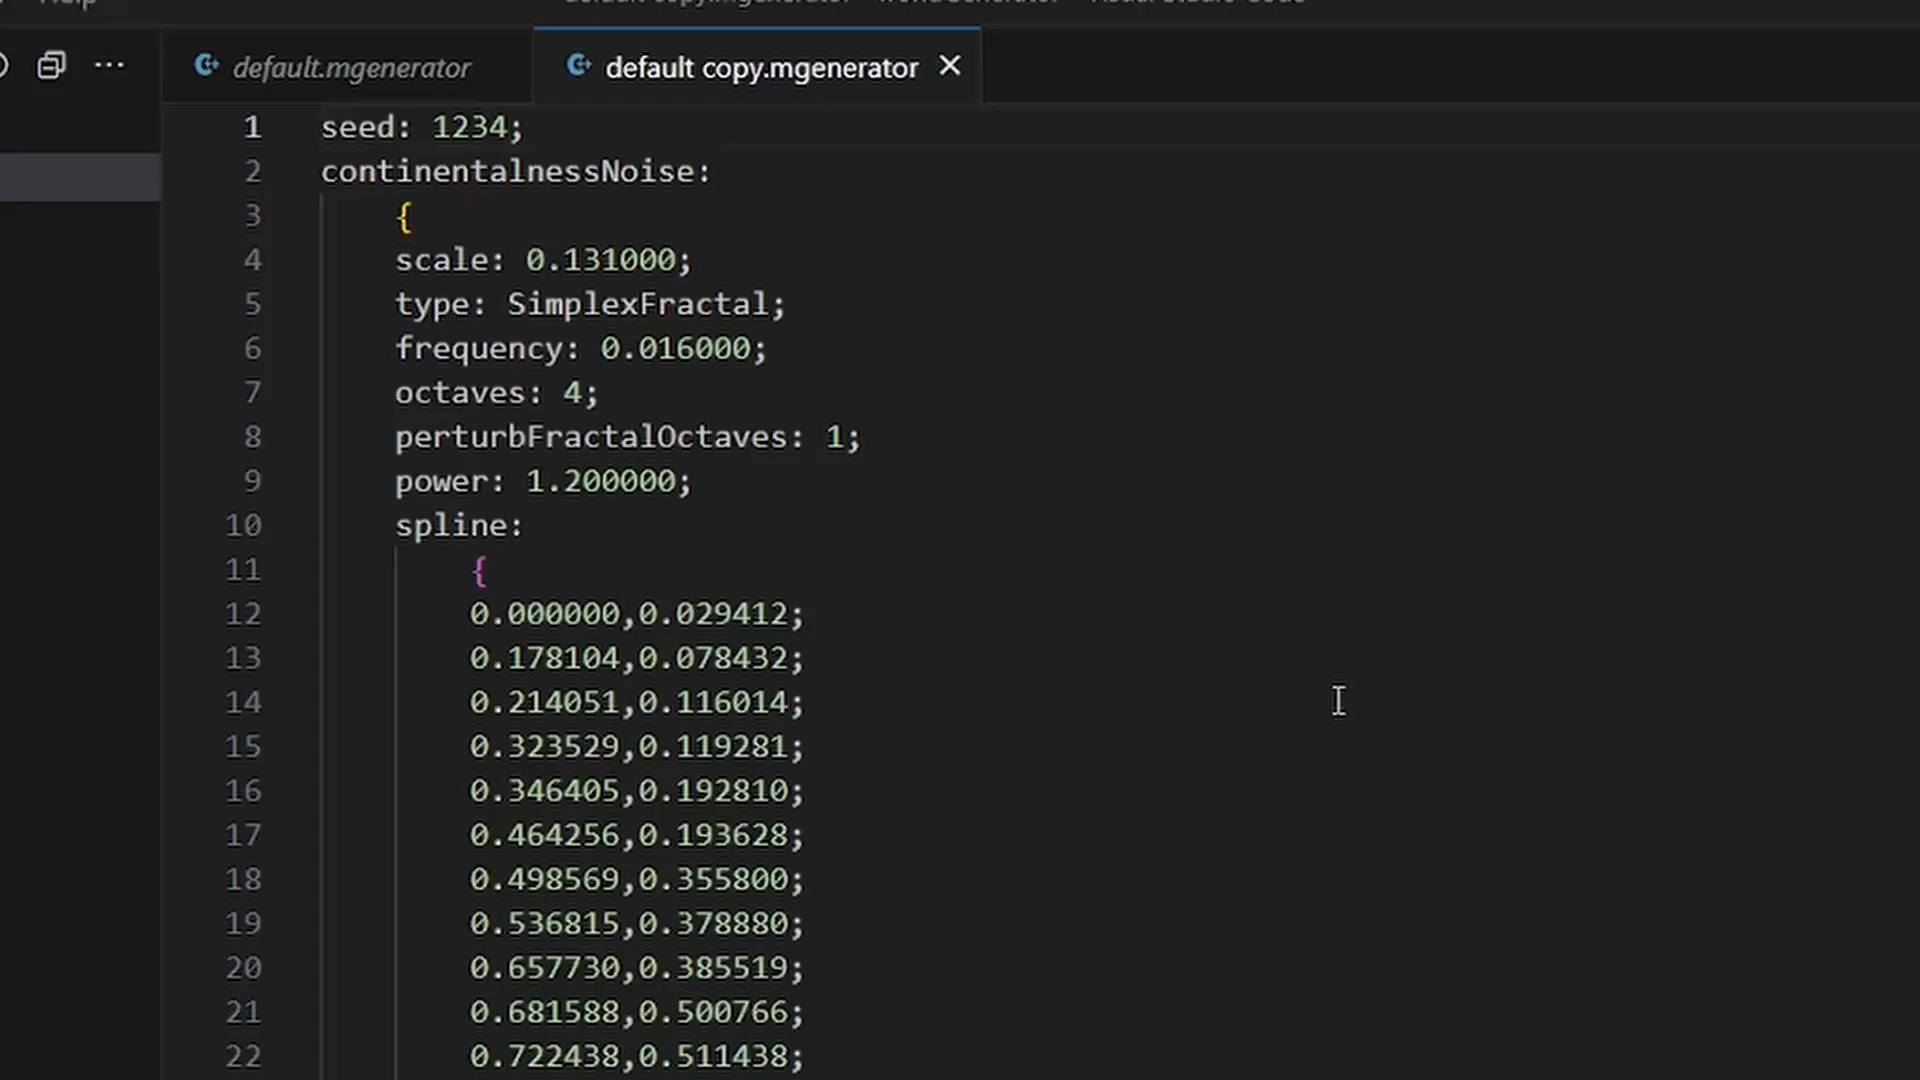 default.mgenerator
default copy.mgenerator
1 seed: 1234;
2 continentalnessNoise:
3 {
4 scale: 0.131000;
5 type: SimplexFractal;
6 frequency: 0.016000;
7 octaves: 4;
8 perturbFractalOctaves: 1;
9 power: 1.200000;
10 spline:
11 {
12 0.000000,0.029412;
13 0.178104,0.078432;
14 0.214051,0.116014;
15 0.323529,0.119281;
16 0.346405,0.192810;
17 0.464256,0.193628;
18 0.498569,0.355800;
19 0.536815,0.378880;
20 0.657730,0.385519;
21 0.681588,0.500766;
22 0.722438,0.511438;